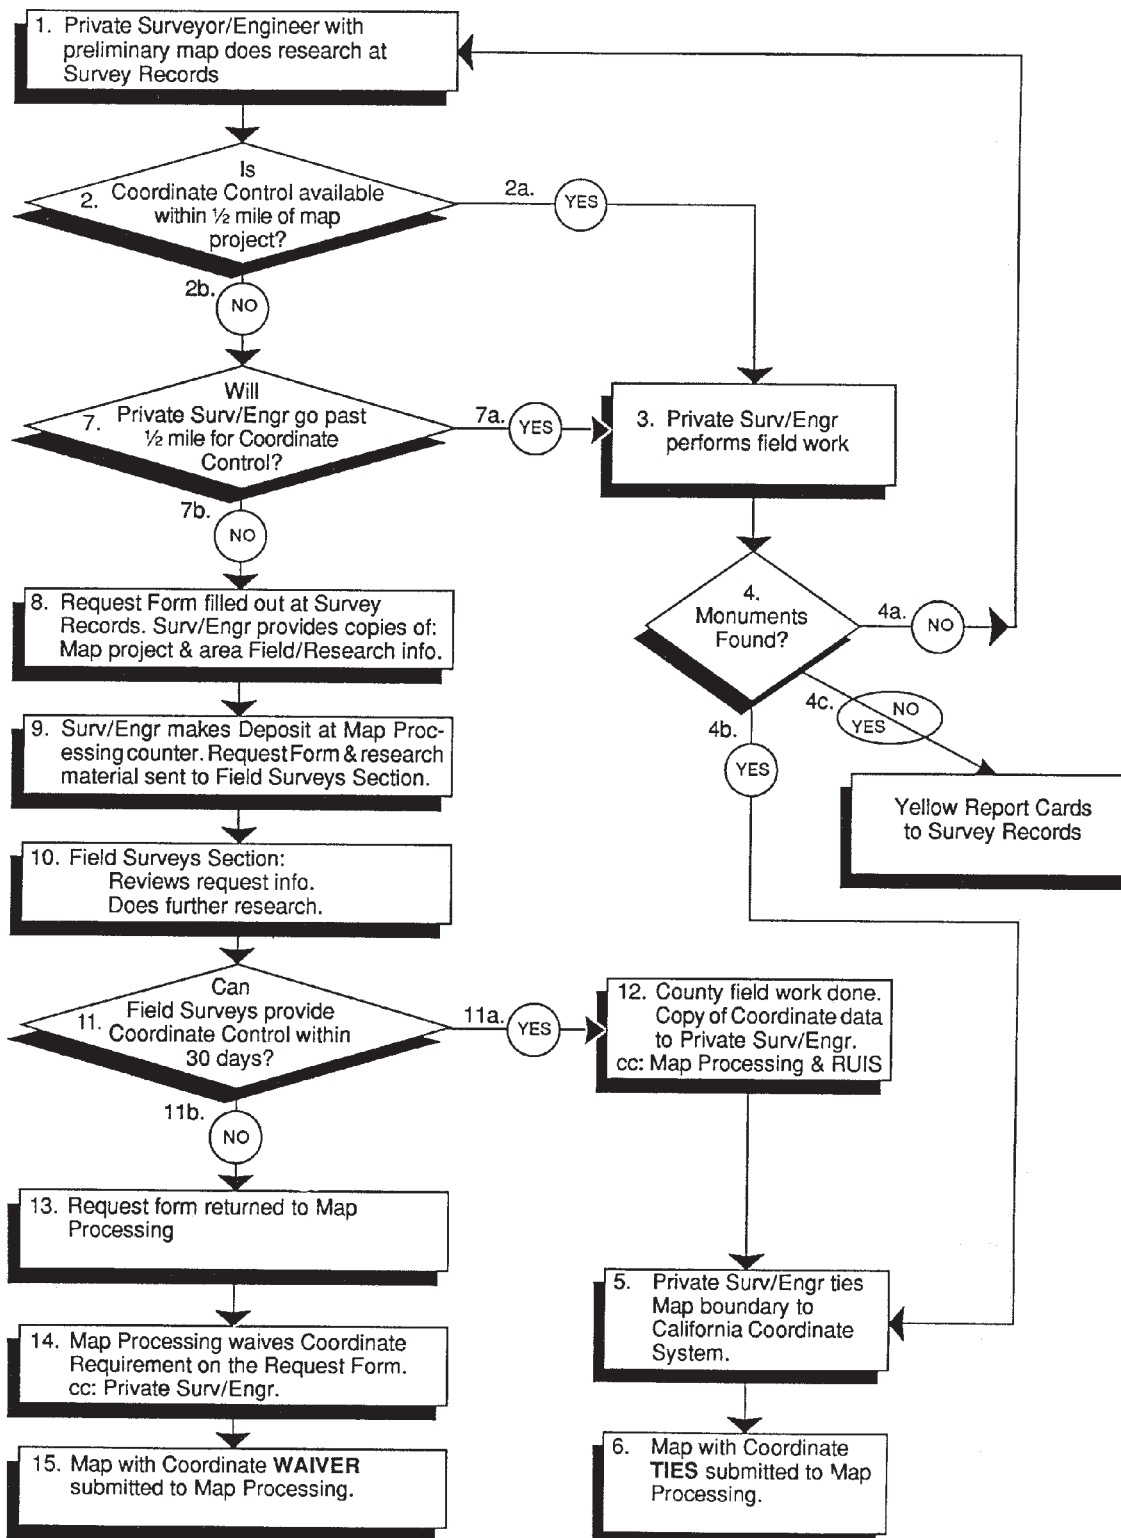 1. Private Surveyor/Engineer with
preliminary map does research at
Survey Records
Is
2. Coordinate Control available
within ½ mile of map
project?
2a.
YES
2b.
NO
Will
7. Private Surv/Engr go past
½ mile for Coordinate
Control?
7a.
YES
3. Private Surv/Engr
performs field work
7b.
NO
4.
Monuments
Found?
4a.
NO
4c.
NO
YES
4b.
YES
Yellow Report Cards
to Survey Records
8. Request Form filled out at Survey
Records. Surv/Engr provides copies of:
Map project & area Field/Research info.
9. Surv/Engr makes Deposit at Map Proc-
essing counter. Request Form & research
material sent to Field Surveys Section.
10. Field Surveys Section:
Reviews request info.
Does further research.
Can
Field Surveys provide
11. Coordinate Control within
30 days?
11a.
YES
12. County field work done.
Copy of Coordinate data
to Private Surv/Engr.
cc: Map Processing & RUIS
11b.
NO
13. Request form returned to Map
Processing
5. Private Surv/Engr ties
Map boundary to
California Coordinate
System.
14. Map Processing waives Coordinate
Requirement on the Request Form.
cc: Private Surv/Engr.
15. Map with Coordinate WAIVER
submitted to Map Processing.
6. Map with Coordinate
TIES submitted to Map
Processing.